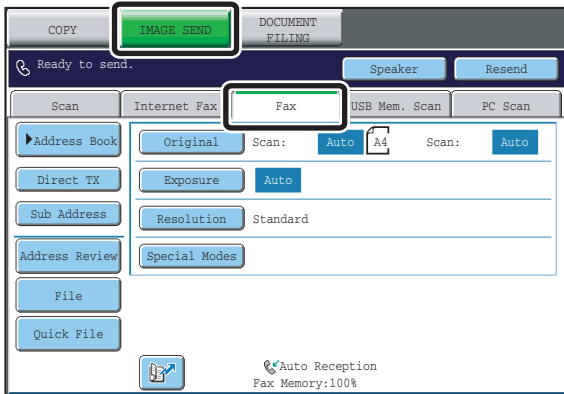 COPY
IMAGE SEND
DOCUMENT
FILING
Ready to send.
Speaker
Resend
Scan
Internet Fax
Fax
USB Mem. Scan
PC Scan
Address Book
Original
Scan:
Auto
A4
Scan:
Auto
Direct TX
Exposure
Auto
Sub Address
Resolution
Standard
Address Review
Special Modes
File
Quick File
Auto Reception
Fax Memory:100%